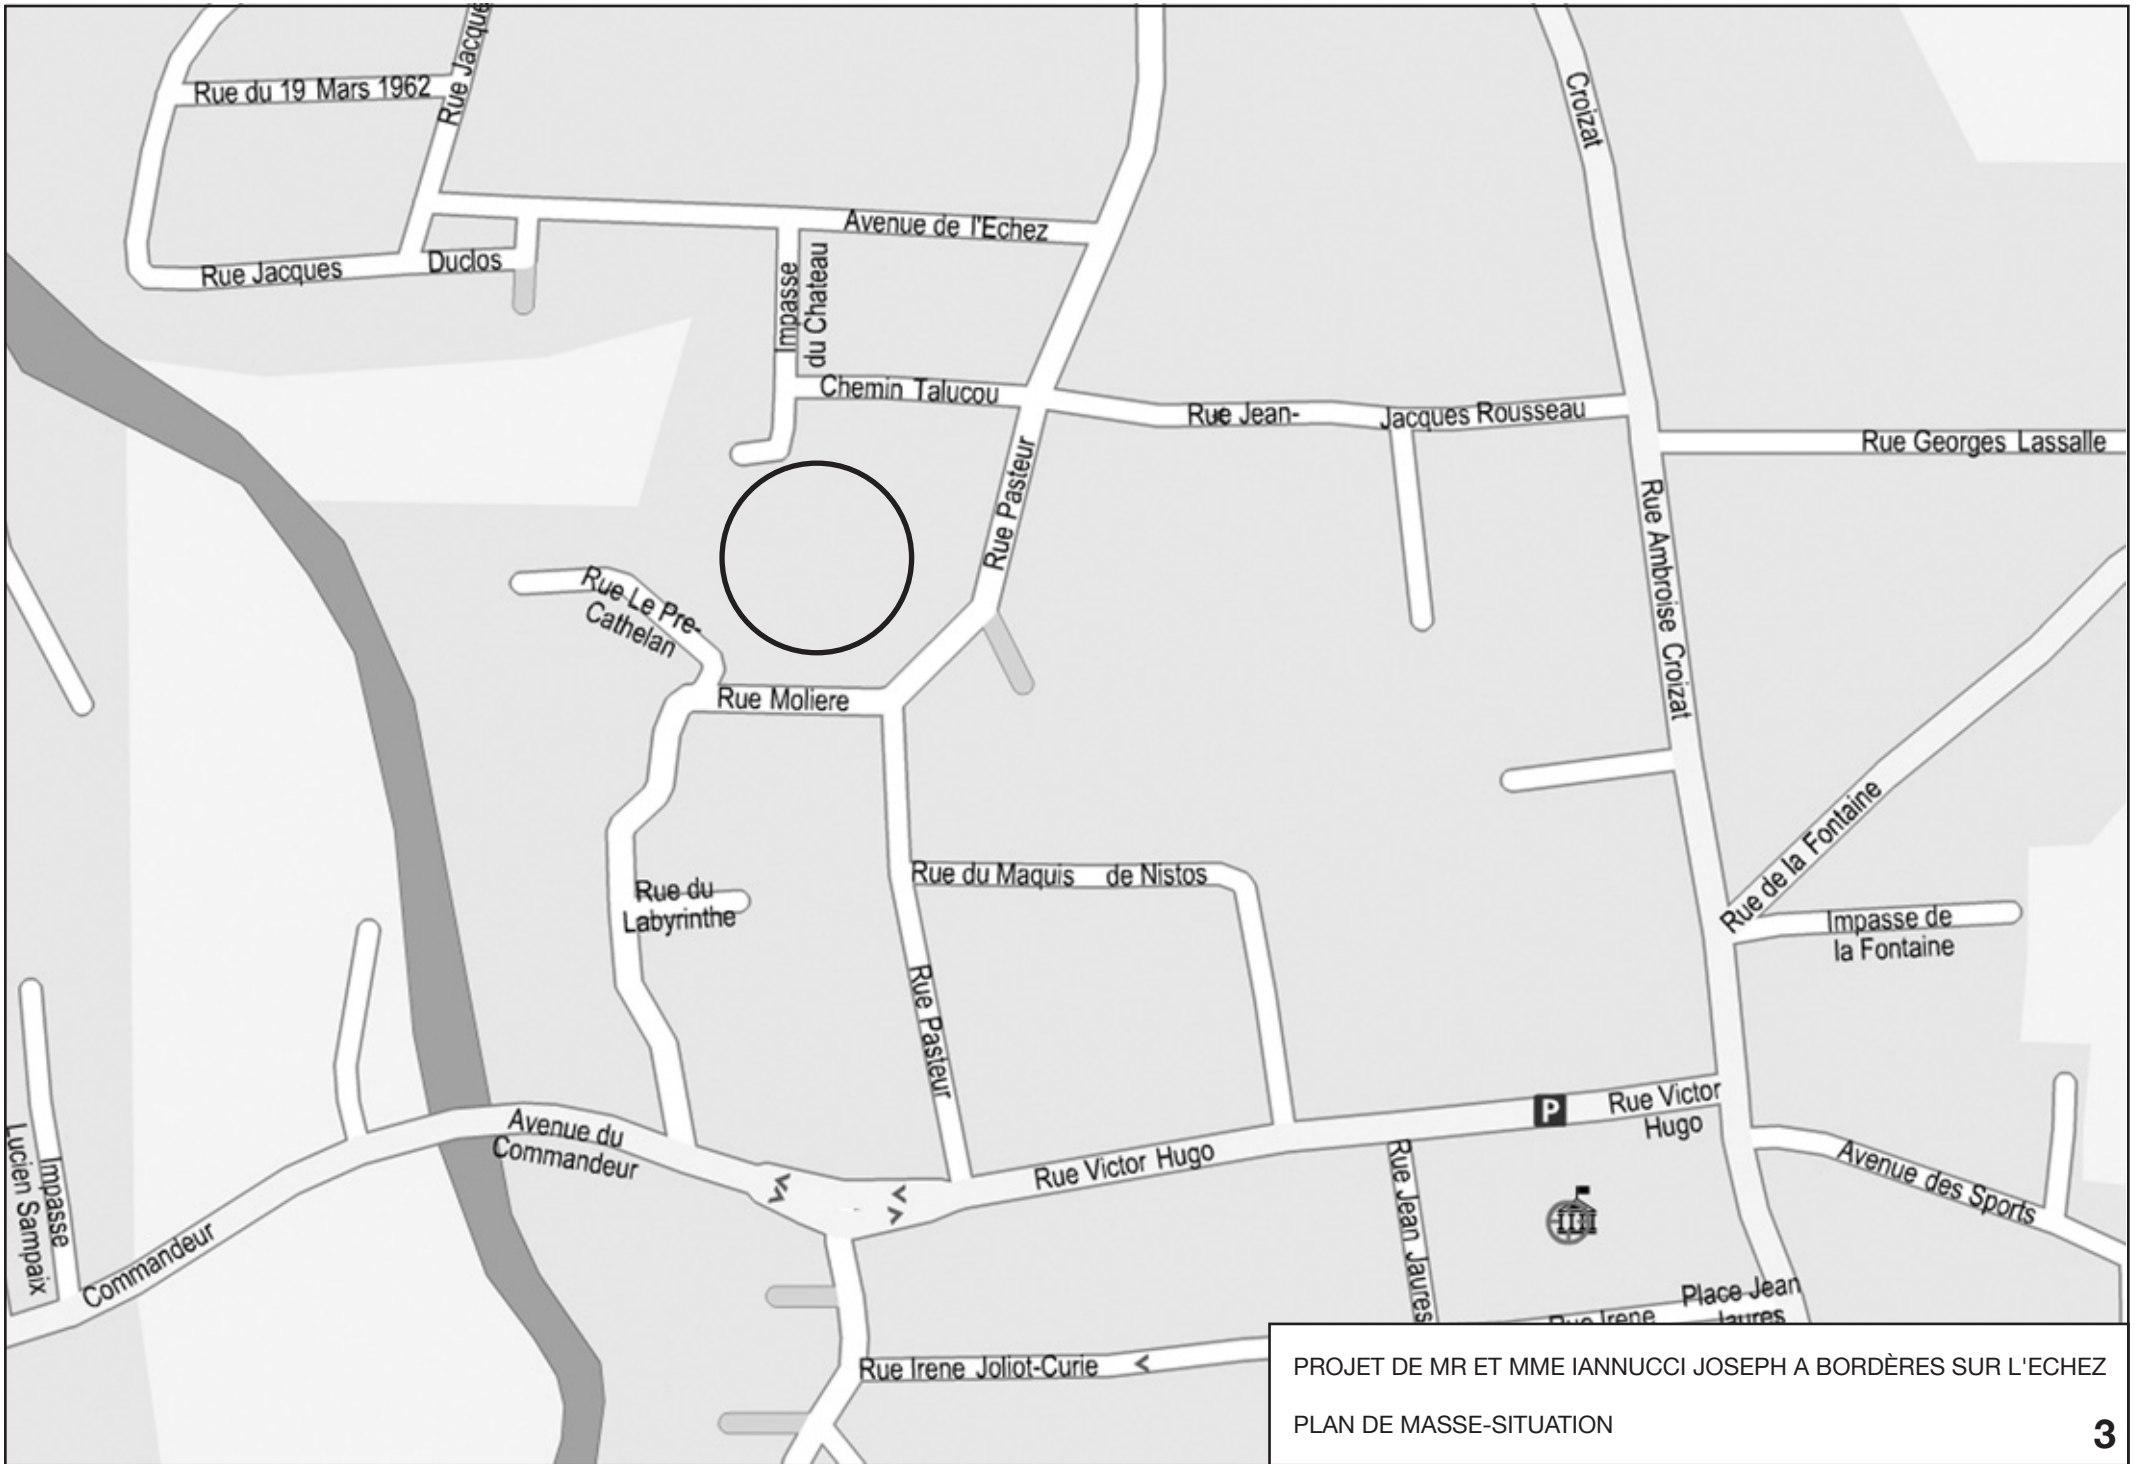 Rue Jacque
Rue du 19 Mars 1962
Croizat
Avenue de l'Echez
Rue Jacques
Duclos
Impasse
du Chateau
Chemin Talucou
Rue Jean-
Jacques Rousseau
Rue Georges Lassalle
Rue Pasteur
Rue Ambroise Croizat
Rue Le Pre-
Cathelan
Rue Moliere
Rue de la Fontaine
Rue du Maquis de Nistos
Rue du
Labyrinthe
Impasse de
la Fontaine
Rue Pasteur
P
Rue Victor
Hugo
Avenue du
Commandeur
Rue Victor Hugo
Impasse
Lucien Sampaix
Commandeur
Rue Jean Jaures
Avenue des Sports
Place Jean
Jaures
Rue Irene
Rue Irene Joliot-Curie
PROJET DE MR ET MME IANNUCCI JOSEPH A BORDÈRES SUR L'ECHEZ
PLAN DE MASSE-SITUATION
3